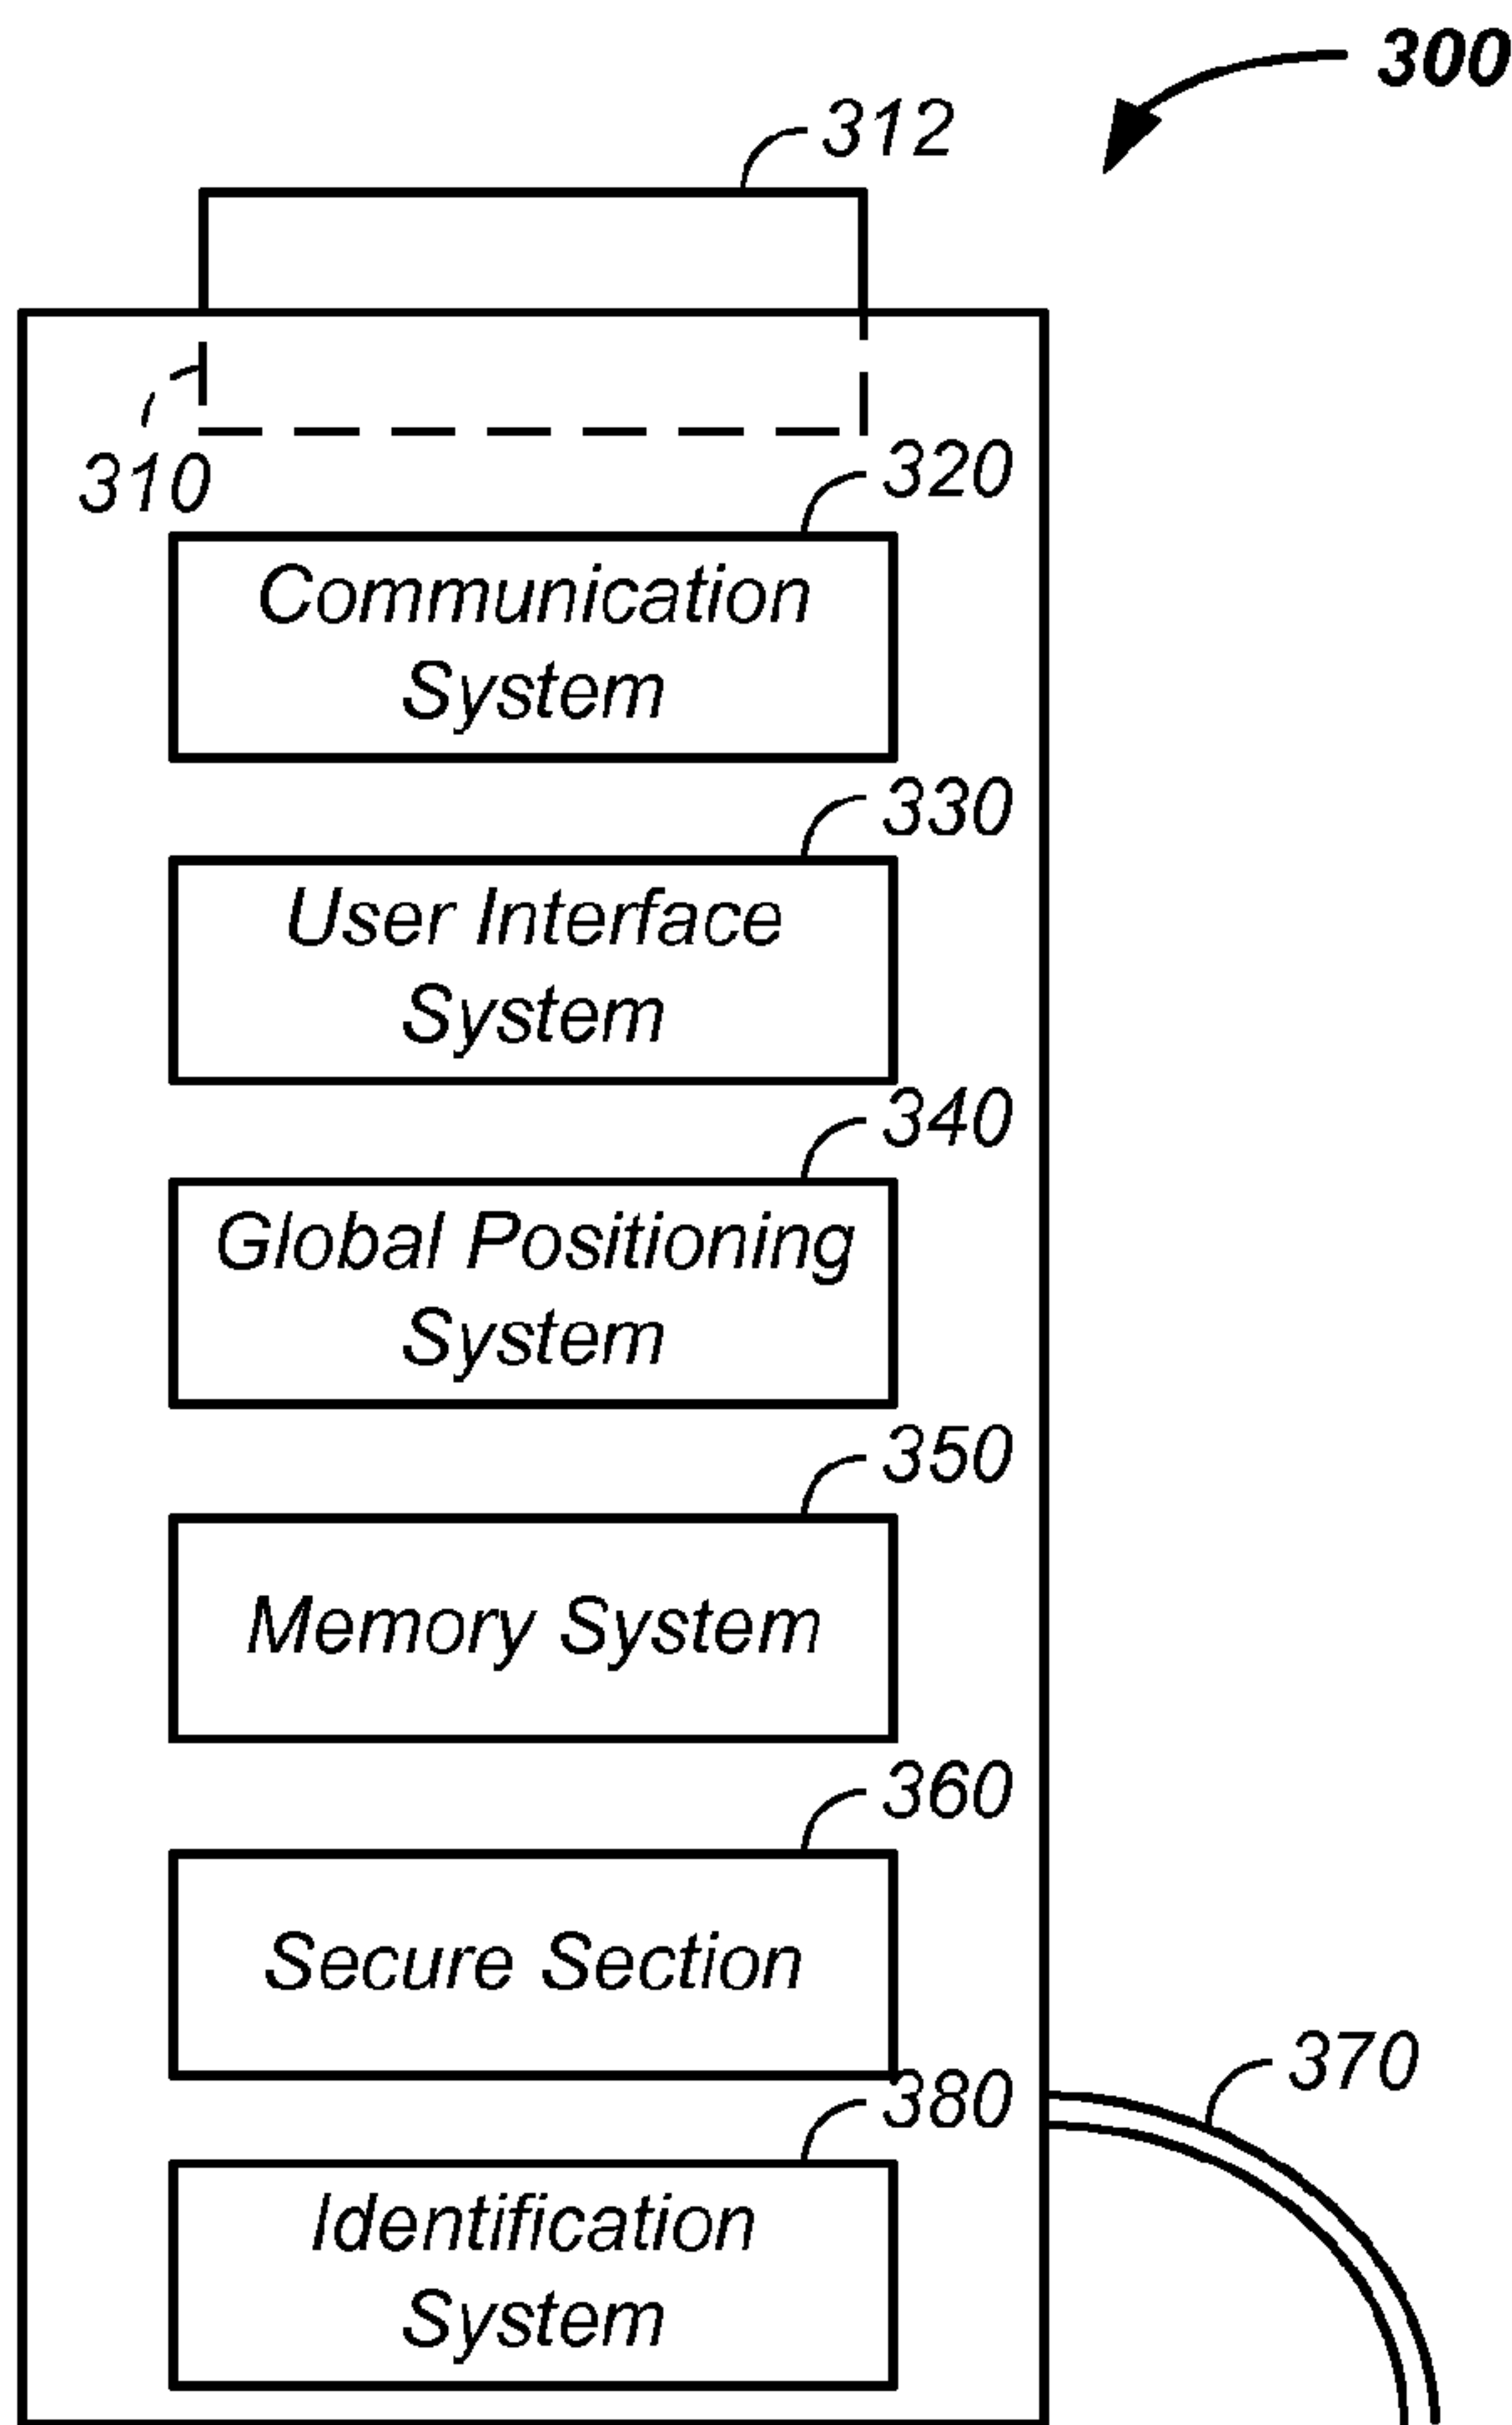 300
312
310
320
Communication
System
330
User Interface
System
340
Global Positioning
System
350
Memory System
360
Secure Section
370
380
Identification
System